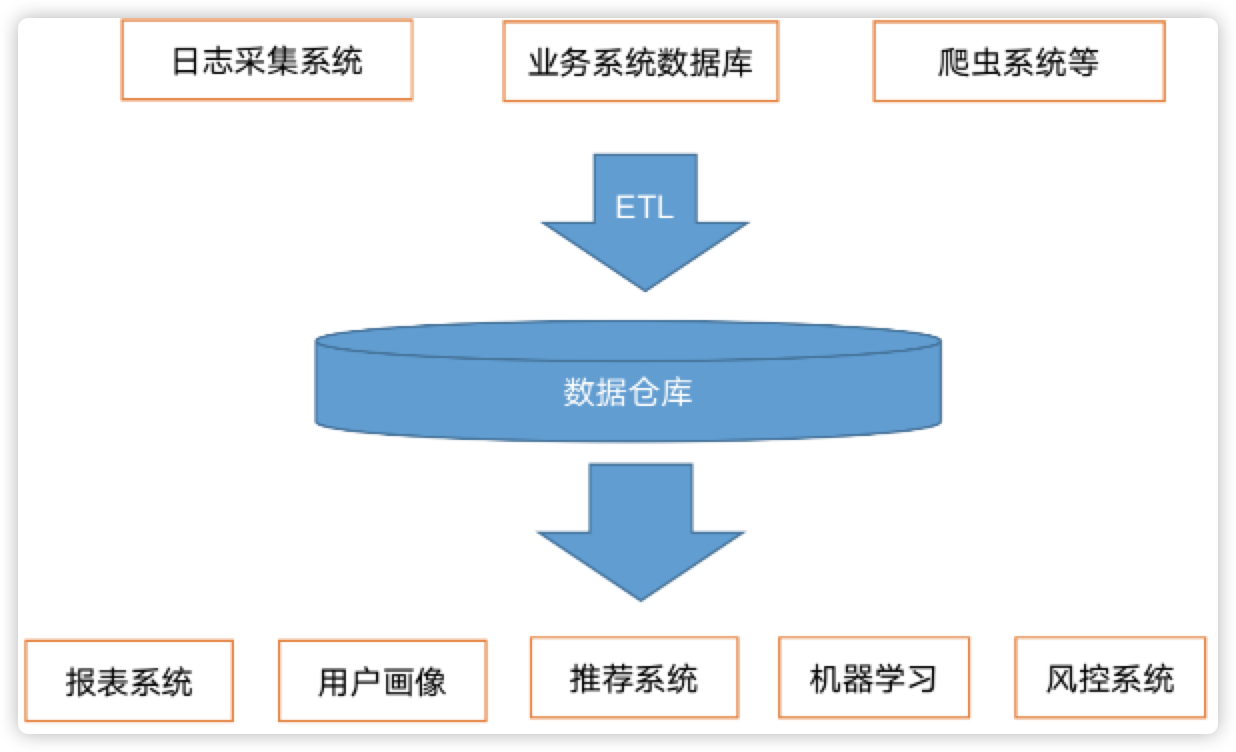 日志采集系统
业务系统数据库
爬虫系统等
ETL
数据仓库
报表系统
用户画像
推荐系统
机器学习
风控系统